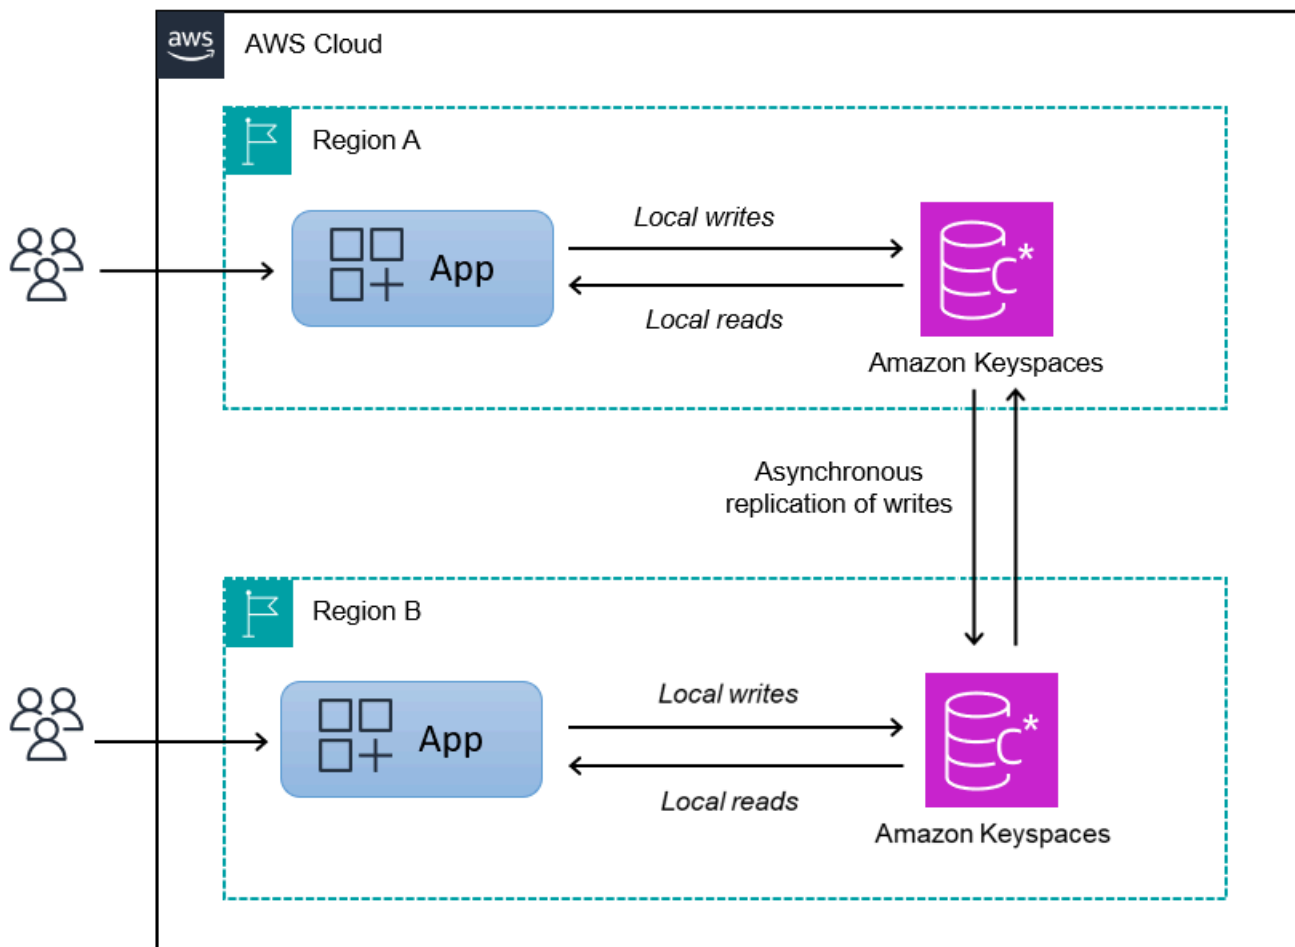 aws
AWS Cloud
Region A
App
Local writes
Local reads
C*
Amazon Keyspaces
Asynchronous
replication of writes
Region B
App
Local writes
Local reads
C*
Amazon Keyspaces